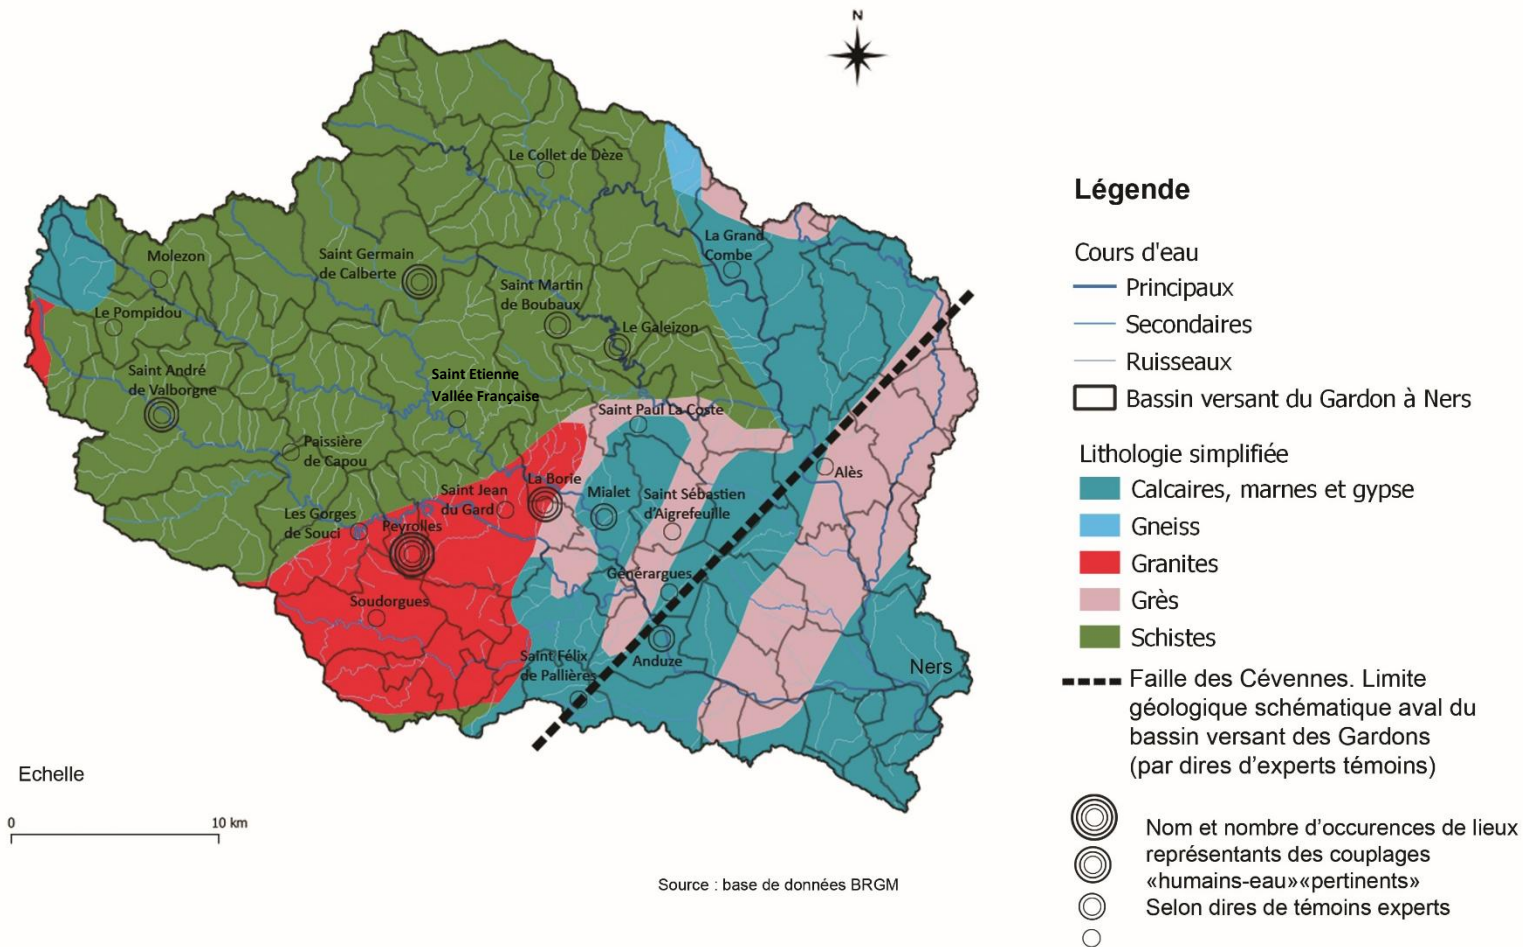 N
Le Collet de Dèze
La Grand
Combe
Molezon
Saint Germain
de Calberte
Saint Martin
de Boubaux
Le Pompidou
Le Galeizon
Saint André
de Valborgne
Saint Etienne
Vallée Française
Saint Paul La Coste
Paissière
de Capou
Alès
La Borie
Saint Jean
du Gard
Mialet
Saint Sébastien
d'Aigrefeuille
Les Gorges
de Souci
Peyrolles
Générargues
Soudorgues
Saint Félix
de Pallières
Anduze
Ners
Echelle
0 10 km
Source : base de données BRGM
Légende
Cours d'eau
Principaux
Secondaires
Ruisseaux
Bassin versant du Gardon à Ners
Lithologie simplifiée
Calcaires, marnes et gypse
Gneiss
Granites
Grès
Schistes
Faille des Cévennes. Limite
géologique schématique aval du
bassin versant des Gardons
(par dires d'experts témoins)
Nom et nombre d'occurences de lieux
représentants des couplages
«humains-eau»«pertinents»
Selon dires de témoins experts